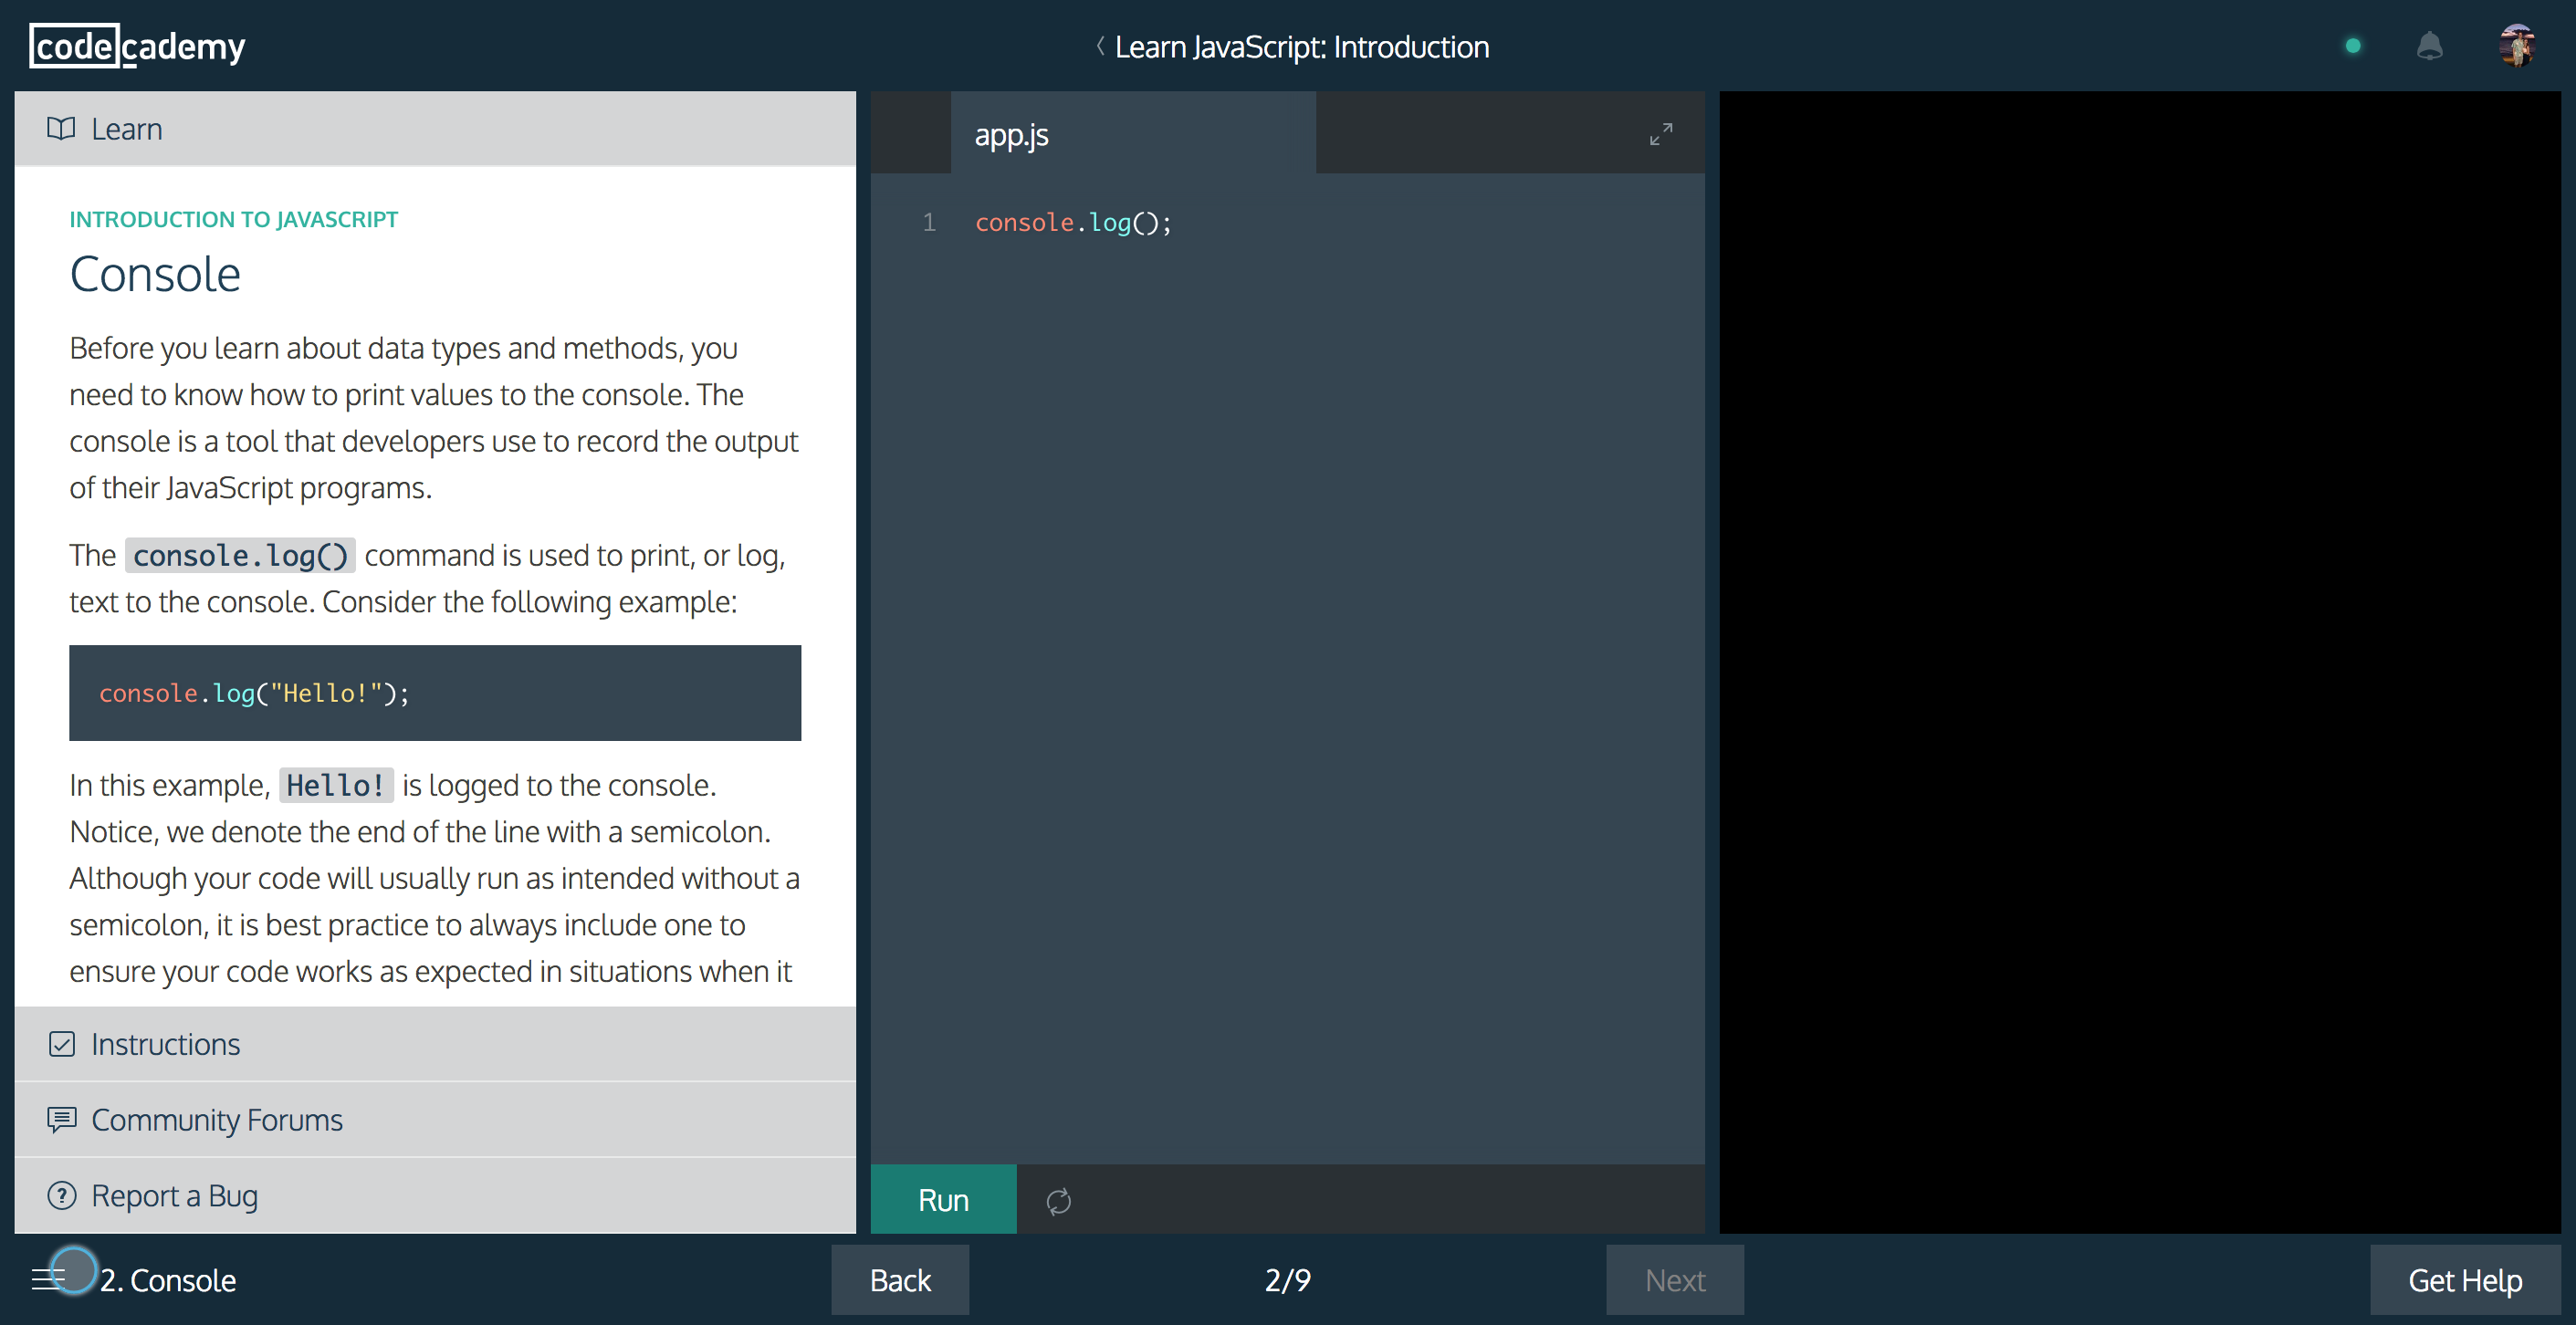 codecademy
Learn JavaScript: Introduction
Learn
INTRODUCTION TO JAVASCRIPT
Console
Before you learn about data types and methods, you
need to know how to print values to the console. The
console is a tool that developers use to record the output
of their JavaScript programs.
The console.log() command is used to print, or log,
text to the console. Consider the following example:
console.log("Hello!");
In this example, Hello! is logged to the console.
Notice, we denote the end of the line with a semicolon.
Although your code will usually run as intended without a
semicolon, it is best practice to always include one to
ensure your code works as expected in situations when it
Instructions
Community Forums
Report a Bug
app.js
1 console.log();
Run
2. Console
Back
2/9
Next
Get Help